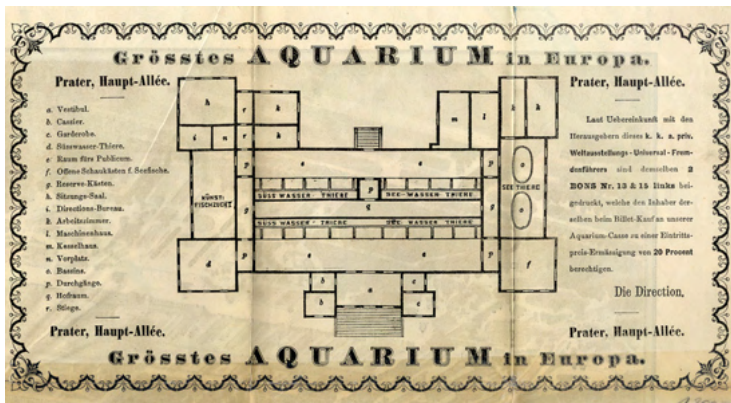 Grösstes AQUARIUM in Europa.
Prater, Haupt-Allée.
a. Vestibul.
b. Cassier.
c. Garderobe.
d. Süsswasser-Thiere.
e. Raum fürs Publicum.
f. Offene Schaukästen f. Seefische.
g. Reserve-Kästen.
h. Sitzungs-Saal.
i. Directions-Bureau.
k. Arbeitszimmer.
l. Maschinenhaus.
m. Kesselhaus.
n. Vorplatz.
o. Bassins.
p. Durchgänge.
q. Hofraum.
r. Stiege.
Prater, Haupt-Allée.
h
r
k
i
n
r
k
m
l
k
h
p
e
e
p
o
SÜSS WASSER THIERE
p
SEE-WASSER THIERE
SEE THIERE
KÜNST-
FISCHZUCHT
g
q
g
o
SÜSS WASSER - THIERE
SEE WASSER THIERE
d
p
e
e
p
f
b
c
b
a
c
Prater, Haupt-Allée.
Laut Uebereinkunft mit den
Herausgebern dieses k. k. a. priv.
Weltausstellungs-Universal-Frem-
denführers sind demselben 2
BONS Nr. 13 & 15 links bei-
gedruckt, welche den Inhaber der-
selben beim Billet-Kauf an unserer
Aquarium-Casse zu einer Eintritts-
preis-Ermässigung von 20 Procent
berechtigen.
Die Direction.
Prater, Haupt-Allée.
Grösstes AQUARIUM in Europa.